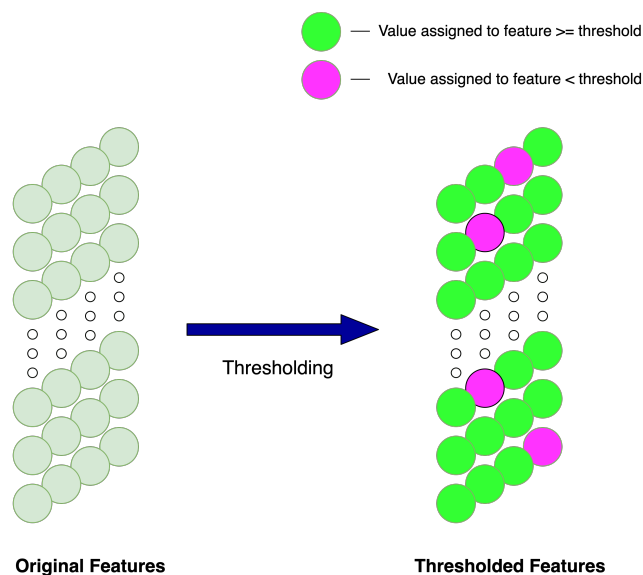 Value assigned to feature >= threshold
Value assigned to feature < threshold
Thresholding
Original Features
Thresholded Features